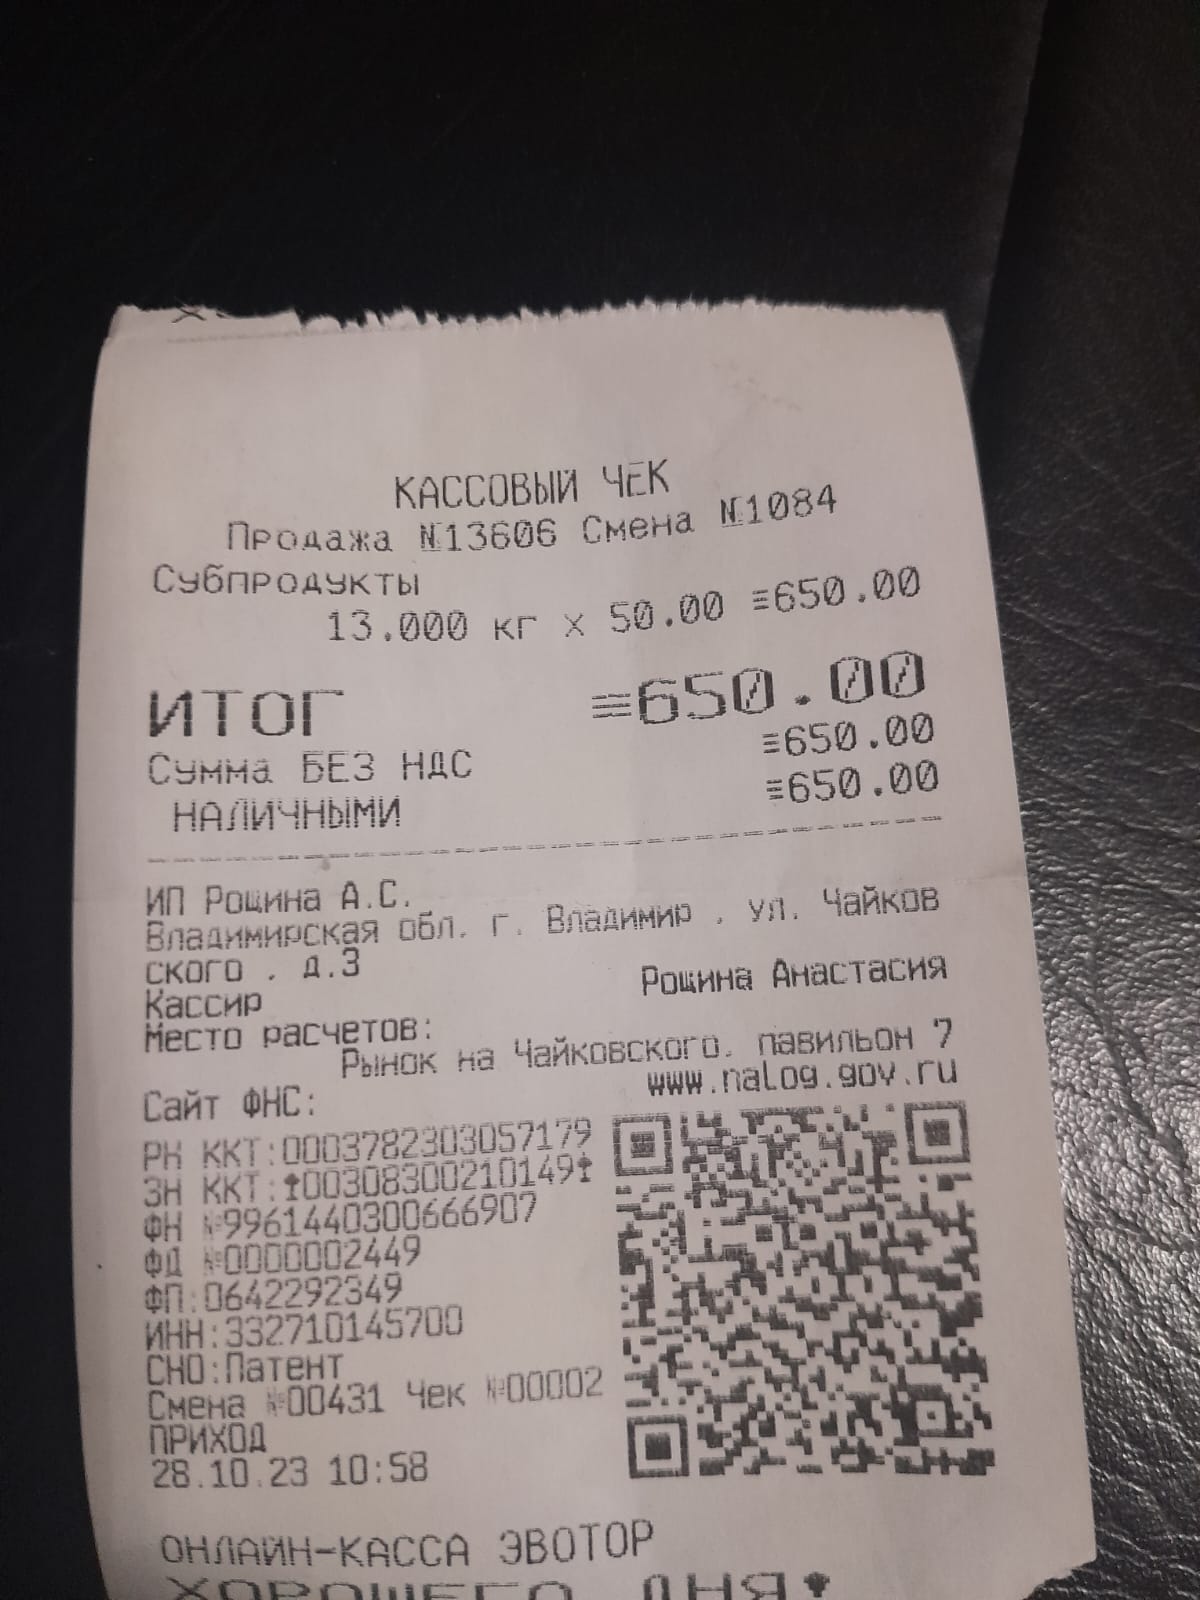 КАССОВЫЙ ЧЕК
Продажа №13606 Смена №1084
Субпродукты
13.000 кг x 50.00 ≡650.00
ИТОГ ≡650.00
Сумма БЕЗ НДС ≡650.00
НАЛИЧНЫМИ ≡650.00
ИП Рощина А.С.
Владимирская обл. г. Владимир , ул. Чайков
ского , д.3
Кассир Рощина Анастасия
Место расчетов:
Рынок на Чайковского, павильон 7
Сайт ФНС: www.nalog.gov.ru
РН ККТ:0003782303057179
ЗН ККТ:↑00308300210149↑
ФН №9961440300666907
ФД №0000002449
ФП:0642292349
ИНН:332710145700
СНО:Патент
Смена №00431 Чек №00002
ПРИХОД
28.10.23 10:58
ОНЛАЙН-КАССА ЭВОТОР
ХОРОШЕГО ДНЯ